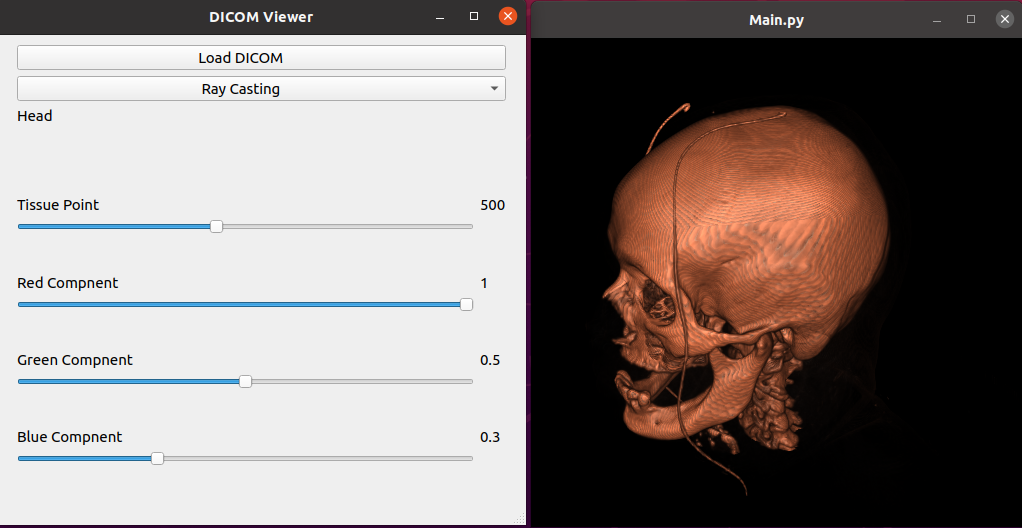 DICOM Viewer
Load DICOM
Ray Casting
Head
Tissue Point 500
Red Compnent 1
Green Compnent 0.5
Blue Compnent 0.3
Main.py